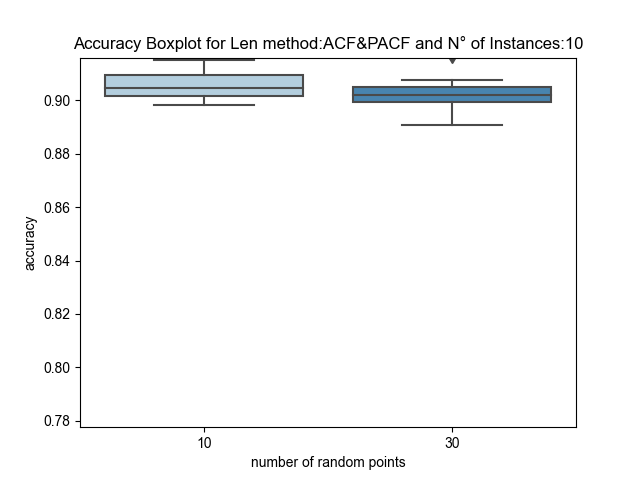 Accuracy Boxplot for Len method:ACF&PACF and N° of Instances:10
0.90
0.88
0.86
0.84
0.82
0.80
0.78
accuracy
10 30
number of random points